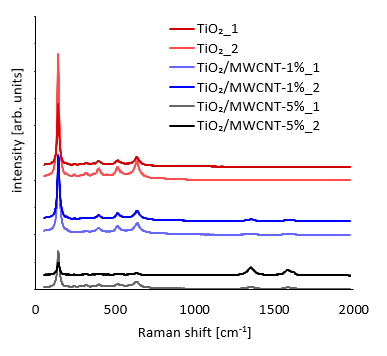 TiO₂_1
TiO₂_2
TiO₂/MWCNT-1%_1
TiO₂/MWCNT-1%_2
TiO₂/MWCNT-5%_1
TiO₂/MWCNT-5%_2
intensity [arb. units]
0 500 1000 1500 2000
Raman shift [cm⁻¹]